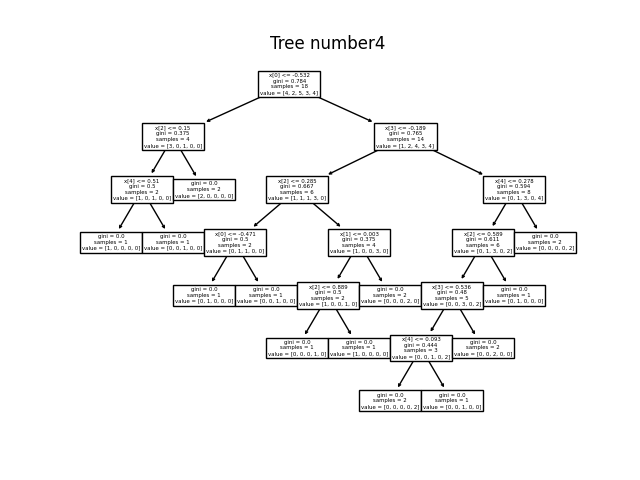 Tree number4
x[0] <= -0.532
gini = 0.784
samples = 18
value = [4, 2, 5, 3, 4]
x[2] <= 0.15
gini = 0.375
samples = 4
value = [3, 0, 1, 0, 0]
x[3] <= -0.189
gini = 0.765
samples = 14
value = [1, 2, 4, 3, 4]
x[4] <= 0.51
gini = 0.5
samples = 2
value = [1, 0, 1, 0, 0]
gini = 0.0
samples = 2
value = [2, 0, 0, 0, 0]
x[2] <= 0.285
gini = 0.667
samples = 6
value = [1, 1, 1, 3, 0]
x[4] <= 0.278
gini = 0.594
samples = 8
value = [0, 1, 3, 0, 4]
gini = 0.0
samples = 1
value = [1, 0, 0, 0, 0]
gini = 0.0
samples = 1
value = [0, 0, 1, 0, 0]
x[0] <= -0.471
gini = 0.5
samples = 2
value = [0, 1, 1, 0, 0]
x[1] <= 0.003
gini = 0.375
samples = 4
value = [1, 0, 0, 3, 0]
x[2] <= 0.589
gini = 0.611
samples = 6
value = [0, 1, 3, 0, 2]
gini = 0.0
samples = 2
value = [0, 0, 0, 0, 2]
gini = 0.0
samples = 1
value = [0, 1, 0, 0, 0]
gini = 0.0
samples = 1
value = [0, 0, 1, 0, 0]
x[2] <= 0.889
gini = 0.5
samples = 2
value = [1, 0, 0, 1, 0]
gini = 0.0
samples = 2
value = [0, 0, 0, 2, 0]
x[3] <= 0.536
gini = 0.48
samples = 5
value = [0, 0, 3, 0, 2]
gini = 0.0
samples = 1
value = [0, 1, 0, 0, 0]
gini = 0.0
samples = 1
value = [0, 0, 0, 1, 0]
gini = 0.0
samples = 1
value = [1, 0, 0, 0, 0]
x[4] <= 0.093
gini = 0.444
samples = 3
value = [0, 0, 1, 0, 2]
gini = 0.0
samples = 2
value = [0, 0, 2, 0, 0]
gini = 0.0
samples = 2
value = [0, 0, 0, 0, 2]
gini = 0.0
samples = 1
value = [0, 0, 1, 0, 0]